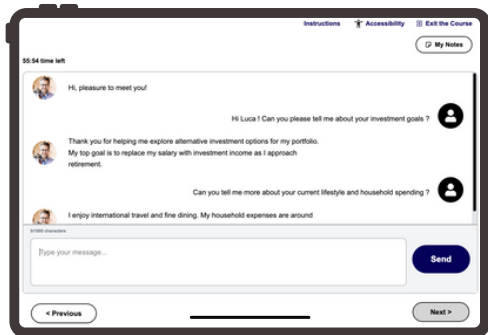 Instructions Accessibility Exit the Course
My Notes
55:54 time left
Hi, pleasure to meet you!
Hi Luca ! Can you please tell me about your investment goals ?
Thank you for helping me explore alternative investment options for my portfolio.
My top goal is to replace my salary with investment income as I approach
retirement.
Can you tell me more about your current lifestyle and household spending ?
I enjoy international travel and fine dining. My household expenses are around
characters
Type your message...
Send
< Previous
Next >